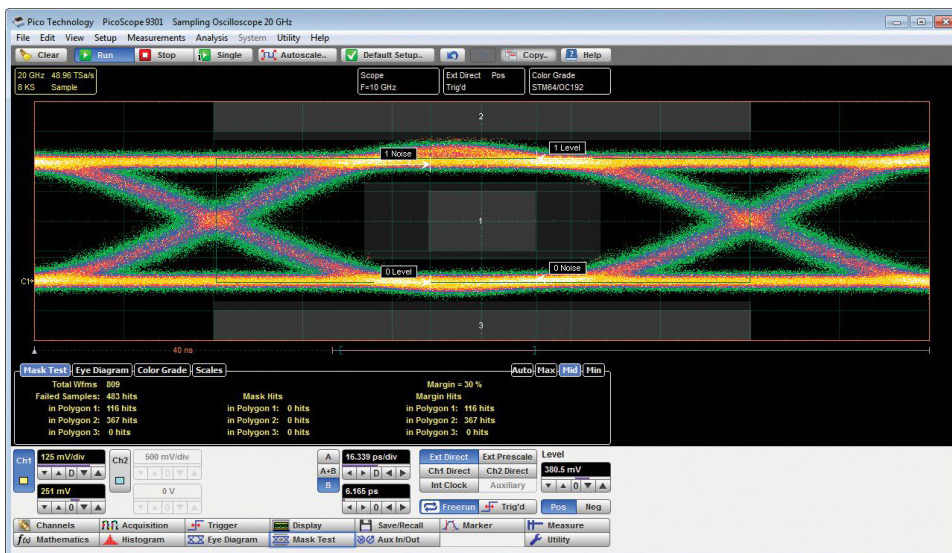 Pico Technology PicoScope 9301 Sampling Oscilloscope 20 GHz
File Edit View Setup Measurements Analysis System Utility Help
Clear Run Stop Single Autoscale.. Default Setup.. Copy.. Help
20 GHz 48.96 TSa/s
8 KS Sample
Scope
F=10 GHz
Ext Direct Pos
Trig'd
Color Grade
STM64/OC192
2
1 Noise
1 Level
1
0 Level
0 Noise
C1
3
40 ns
Mask Test Eye Diagram Color Grade Scales Auto Max Mid Min
Total Wfms 809 Margin = 30 %
Failed Samples: 483 hits Mask Hits Margin Hits
in Polygon 1: 116 hits in Polygon 1: 0 hits in Polygon 1: 116 hits
in Polygon 2: 367 hits in Polygon 2: 0 hits in Polygon 2: 367 hits
in Polygon 3: 0 hits in Polygon 3: 0 hits in Polygon 3: 0 hits
Ch1 125 mV/div Ch2 500 mV/div A 16.339 ps/div Ext Direct Ext Prescale Level
D D A+B D Ch1 Direct Ch2 Direct 380.5 mV
251 mV 0 V B 6.165 ps Int Clock Auxiliary 0
0 0 0 Freerun Trig'd Pos Neg
Channels Acquisition Trigger Display Save/Recall Marker Measure
f(x) Mathematics Histogram Eye Diagram Mask Test Aux In/Out Utility